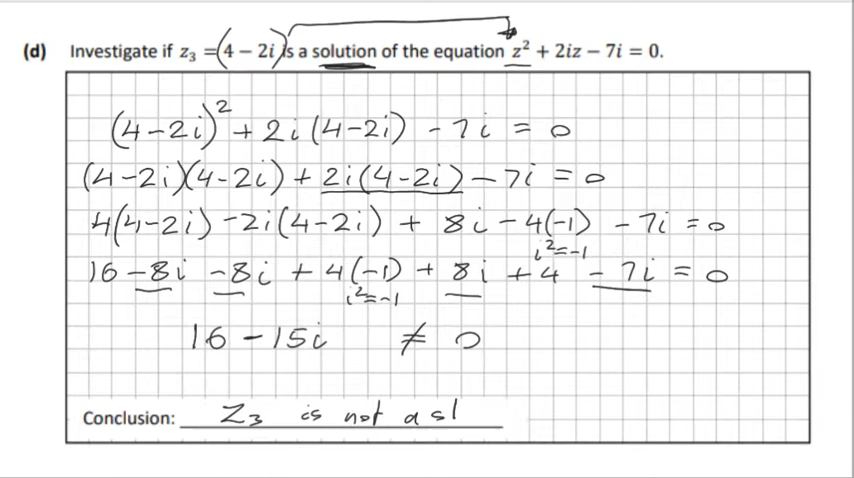 (d) Investigate if z₃ = (4 – 2i) is a solution of the equation z² + 2iz – 7i = 0.
(4-2i)² + 2i(4-2i) - 7i = 0
(4-2i)(4-2i) + 2i(4-2i) - 7i = 0
4(4-2i) -2i(4-2i) + 8i - 4(-1) - 7i = 0
i²=-1
16 - 8i - 8i + 4(-1) + 8i + 4 - 7i = 0
i²=-1
16 - 15i ≠ 0
Conclusion: Z₃ is not a sl